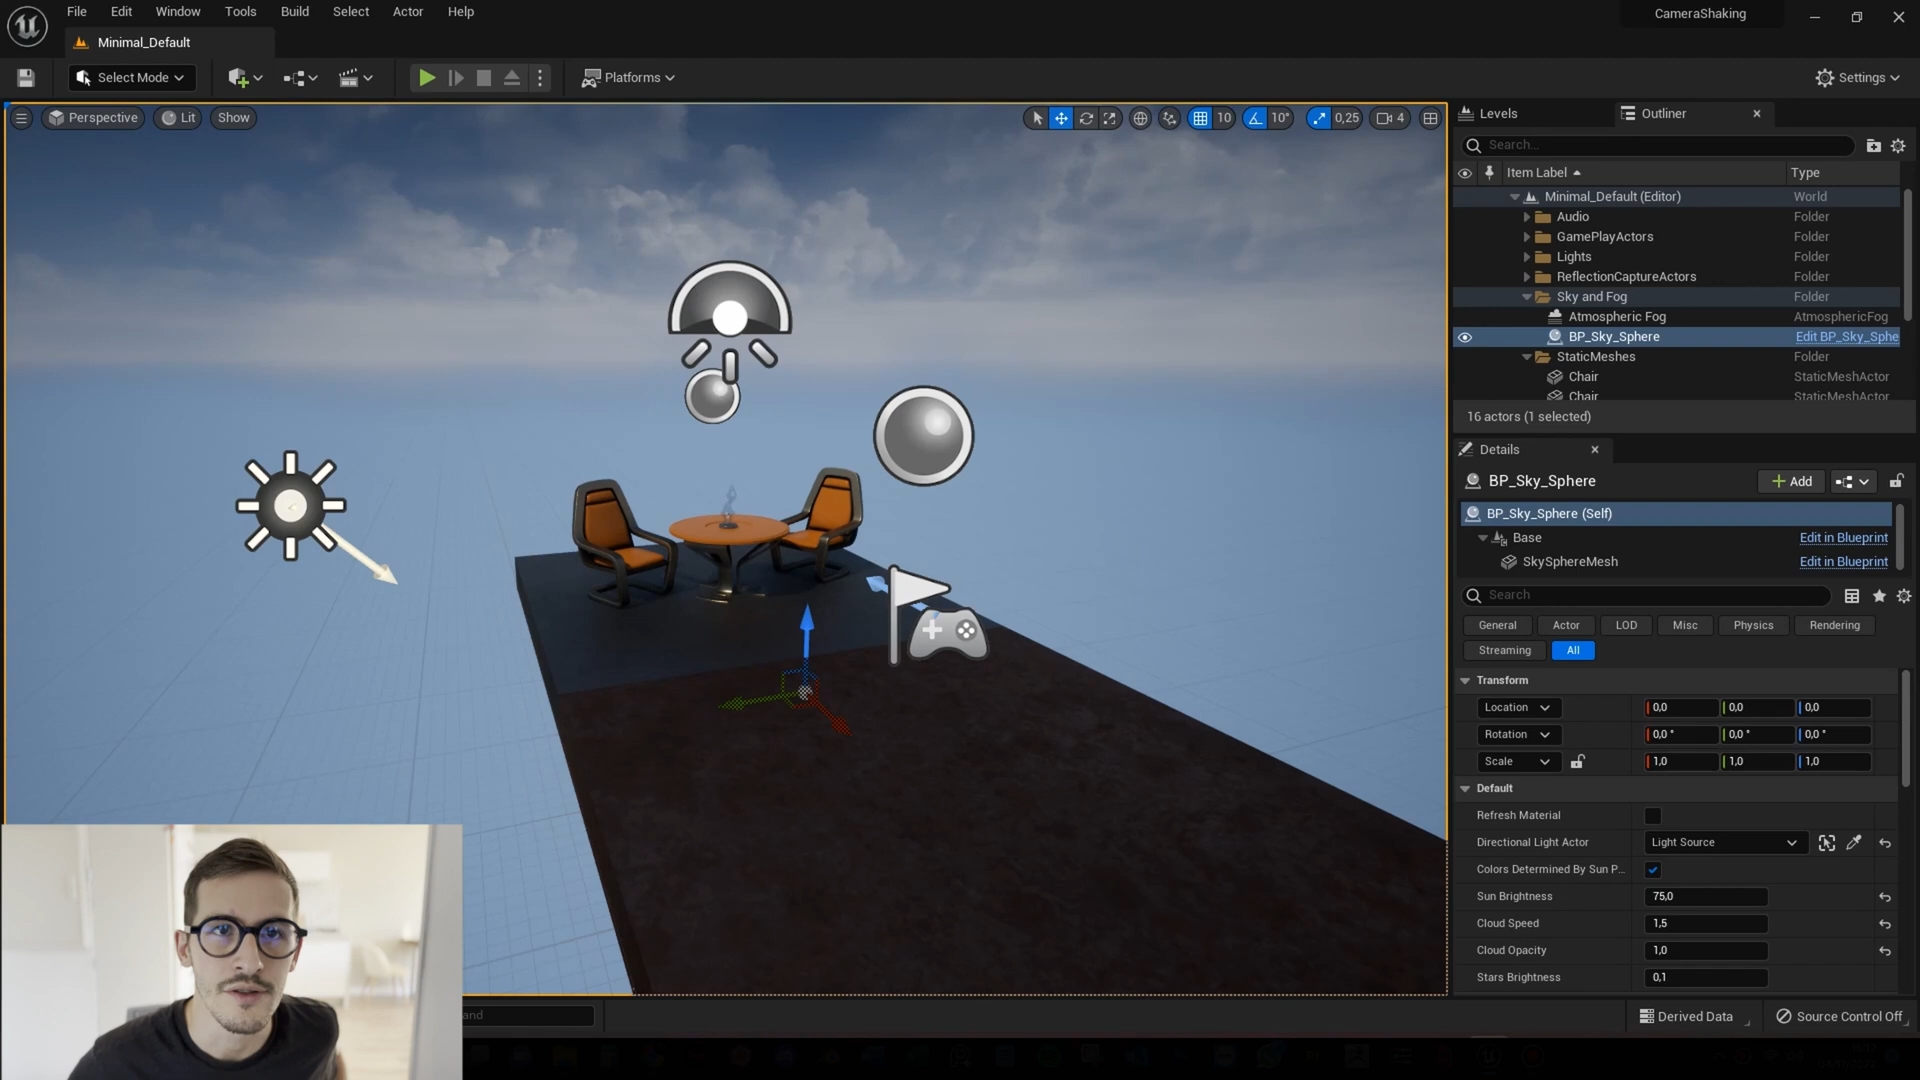 File Edit Window Tools Build Select Actor Help
CameraShaking
Minimal_Default
Select Mode
Platforms
Settings
Perspective
Lit
Show
10
10°
0,25
4
Levels
Outliner
Search...
Item Label
Type
Minimal_Default (Editor) World
Audio Folder
GamePlayActors Folder
Lights Folder
ReflectionCaptureActors Folder
Sky and Fog Folder
Atmospheric Fog AtmosphericFog
BP_Sky_Sphere Edit BP_Sky_Sphe
StaticMeshes Folder
Chair StaticMeshActor
Chair StaticMeshActor
16 actors (1 selected)
Details
BP_Sky_Sphere
Add
BP_Sky_Sphere (Self)
Base Edit in Blueprint
SkySphereMesh Edit in Blueprint
Search
General Actor LOD Misc Physics Rendering
Streaming All
Transform
Location 0,0 0,0 0,0
Rotation 0,0 ° 0,0 ° 0,0 °
Scale 1,0 1,0 1,0
Default
Refresh Material
Directional Light Actor Light Source
Colors Determined By Sun P...
Sun Brightness 75,0
Cloud Speed 1,5
Cloud Opacity 1,0
Stars Brightness 0,1
and
Derived Data
Source Control Off